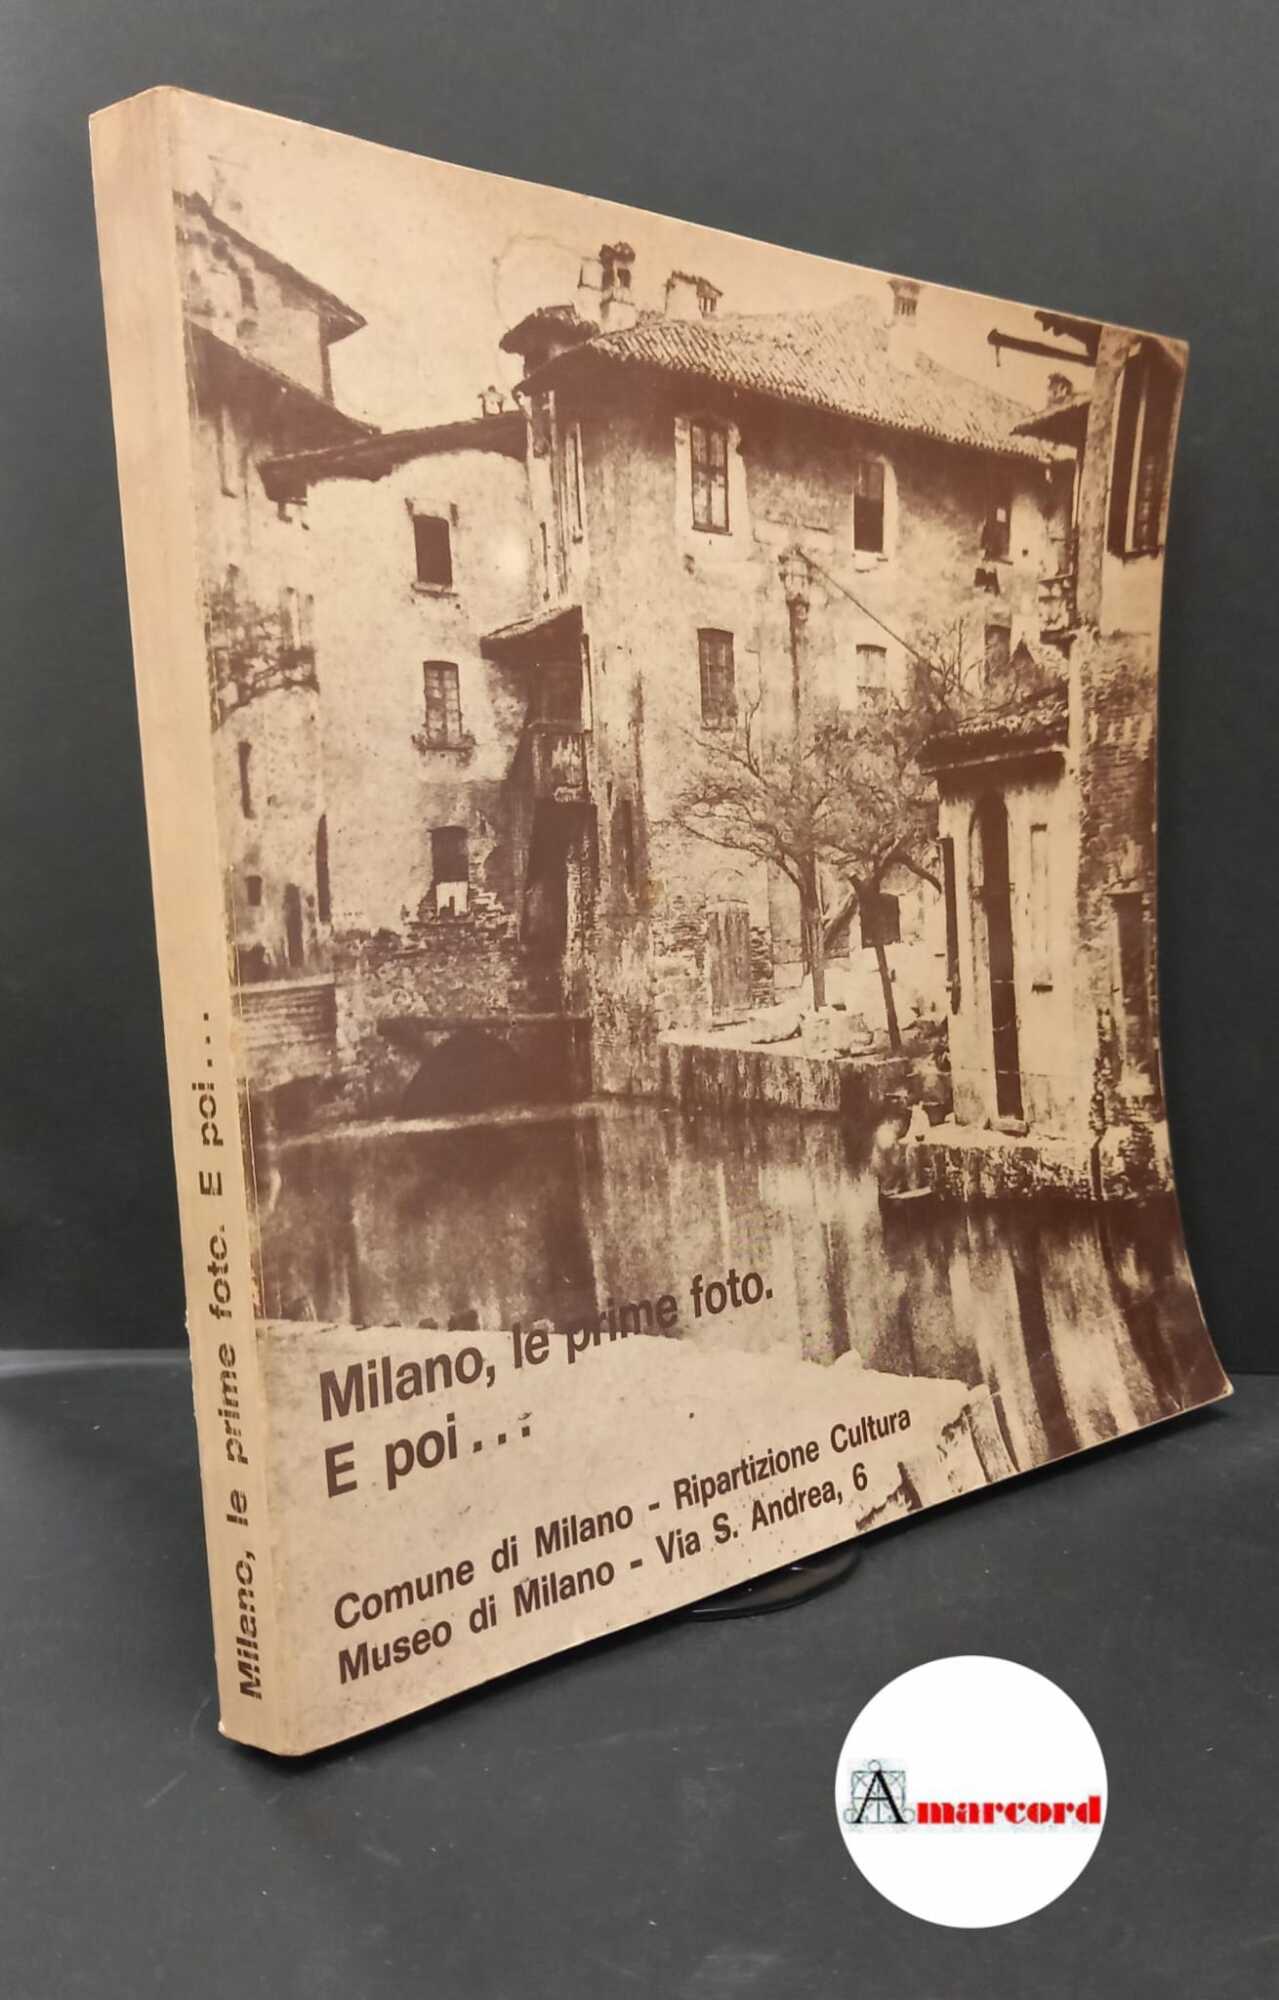 Milano, le prime foto. E poi...
Milano, le prime foto.
E poi...
Comune di Milano - Ripartizione Cultura
Museo di Milano - Via S. Andrea, 6
Amarcord